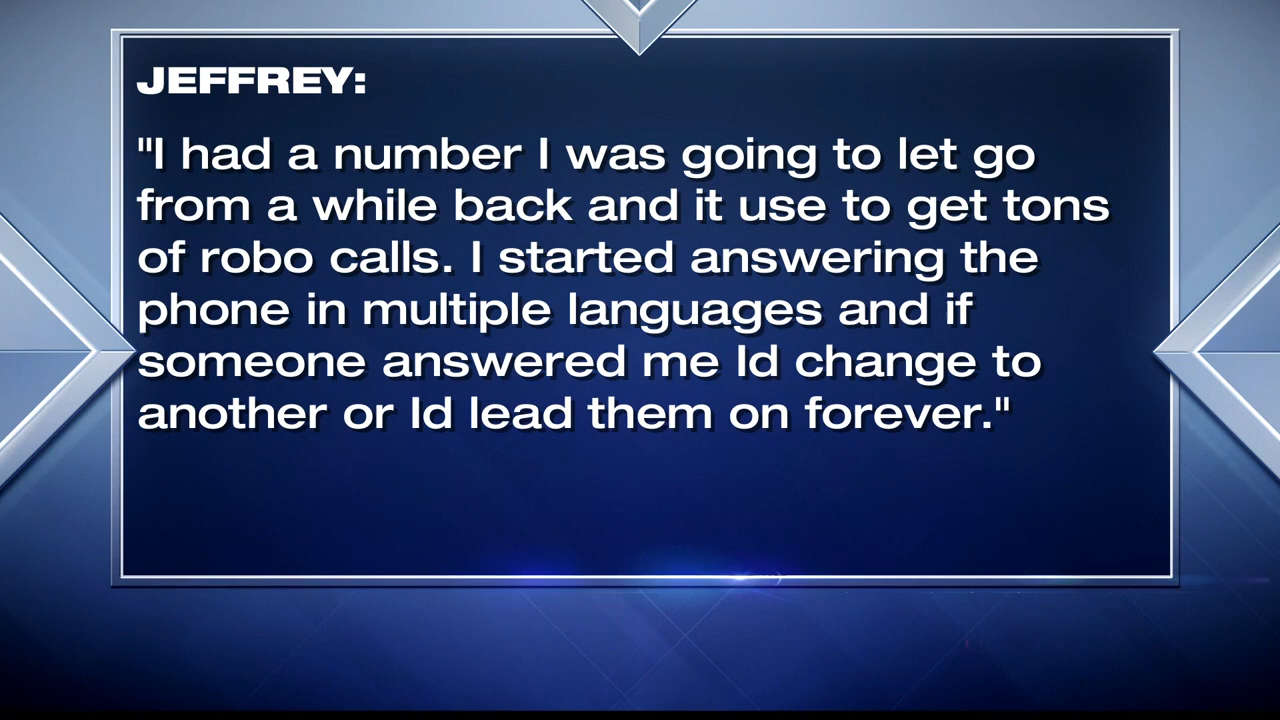 JEFFREY:
"I had a number I was going to let go
from a while back and it use to get tons
of robo calls. I started answering the
phone in multiple languages and if
someone answered me Id change to
another or Id lead them on forever."